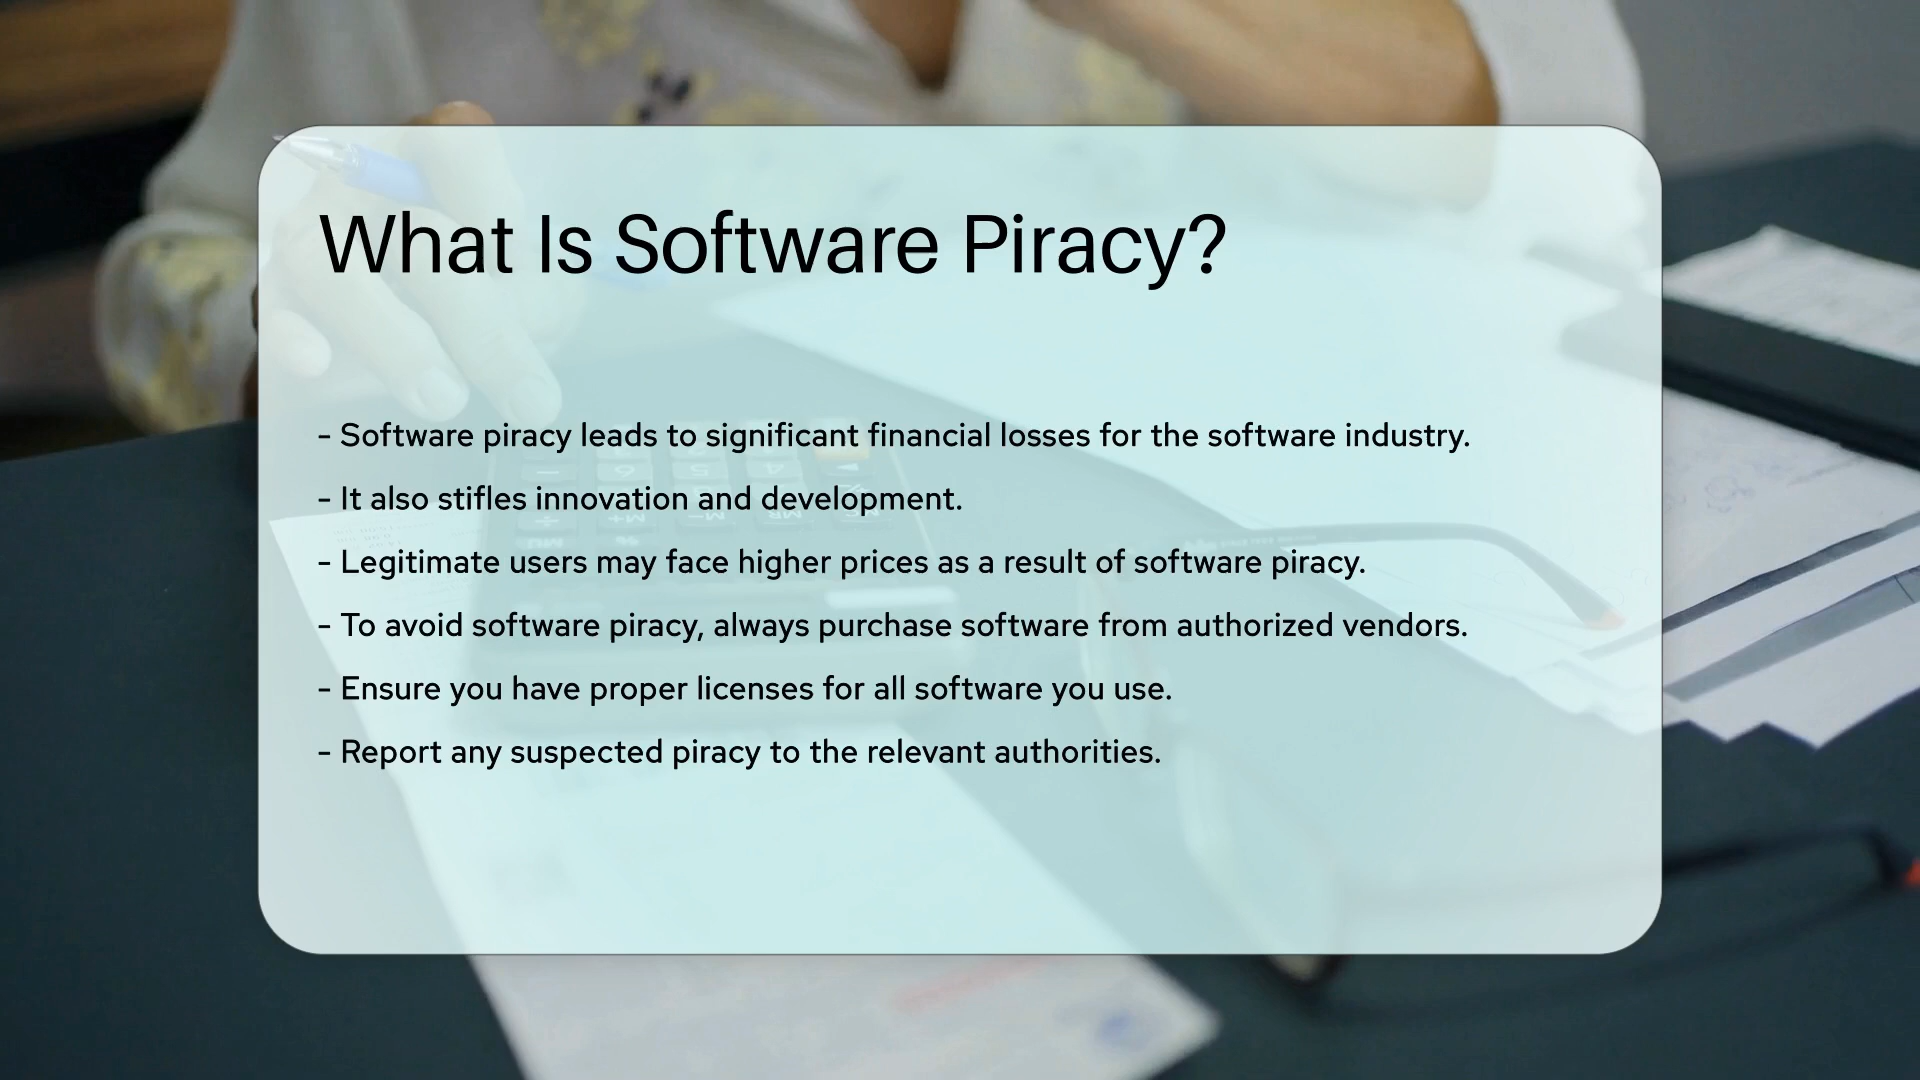 What Is Software Piracy?
- Software piracy leads to significant financial losses for the software industry.
- It also stifles innovation and development.
- Legitimate users may face higher prices as a result of software piracy.
- To avoid software piracy, always purchase software from authorized vendors.
- Ensure you have proper licenses for all software you use.
- Report any suspected piracy to the relevant authorities.